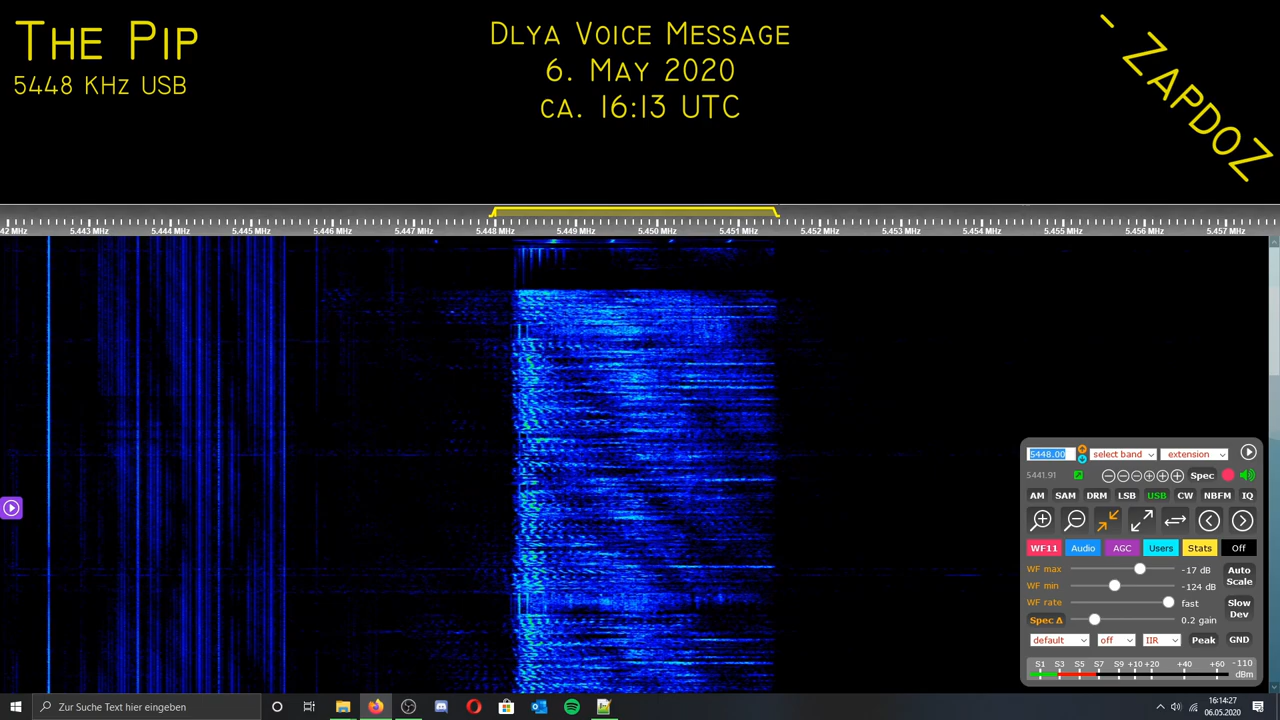 THE PIP
5448 KHZ USB
DLYA VOICE MESSAGE
6. MAY 2020
CA. 16:13 UTC
- ZAPDOZ
42 MHz 5.443 MHz 5.444 MHz 5.445 MHz 5.446 MHz 5.447 MHz 5.448 MHz 5.449 MHz 5.450 MHz 5.451 MHz 5.452 MHz 5.453 MHz 5.454 MHz 5.455 MHz 5.456 MHz 5.457 MHz
5448.00 select band extension
5441.91 Spec
AM SAM DRM LSB USB CW NBFM IQ
WF11 Audio AGC Users Stats Off
WF max -17 dB Auto Scale
WF min -124 dB
WF rate fast Slow Dev
Spec Δ 0.2 gain
default off IIR Peak GND
S1 S3 S5 S7 S9 +10 +20 +40 +60 -110 dBm
Zur Suche Text hier eingeben
16:14:27
06.05.2020